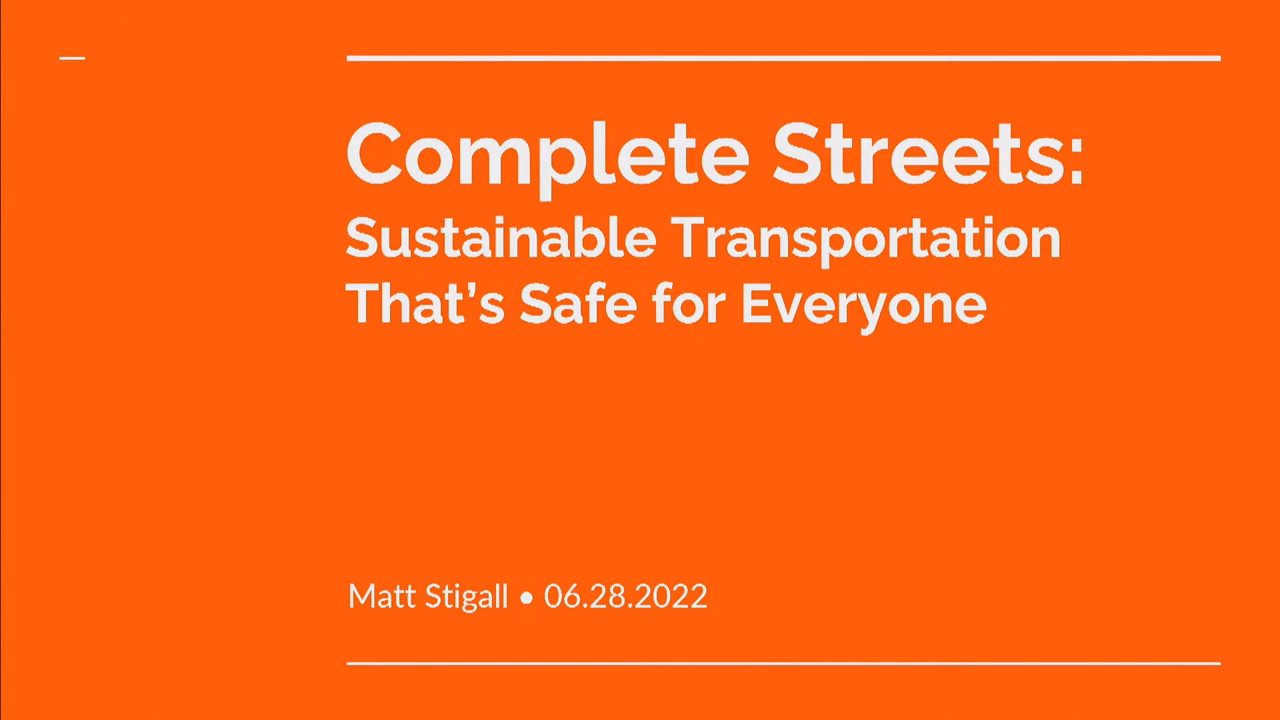 Complete Streets:
Sustainable Transportation
That’s Safe for Everyone
Matt Stigall • 06.28.2022